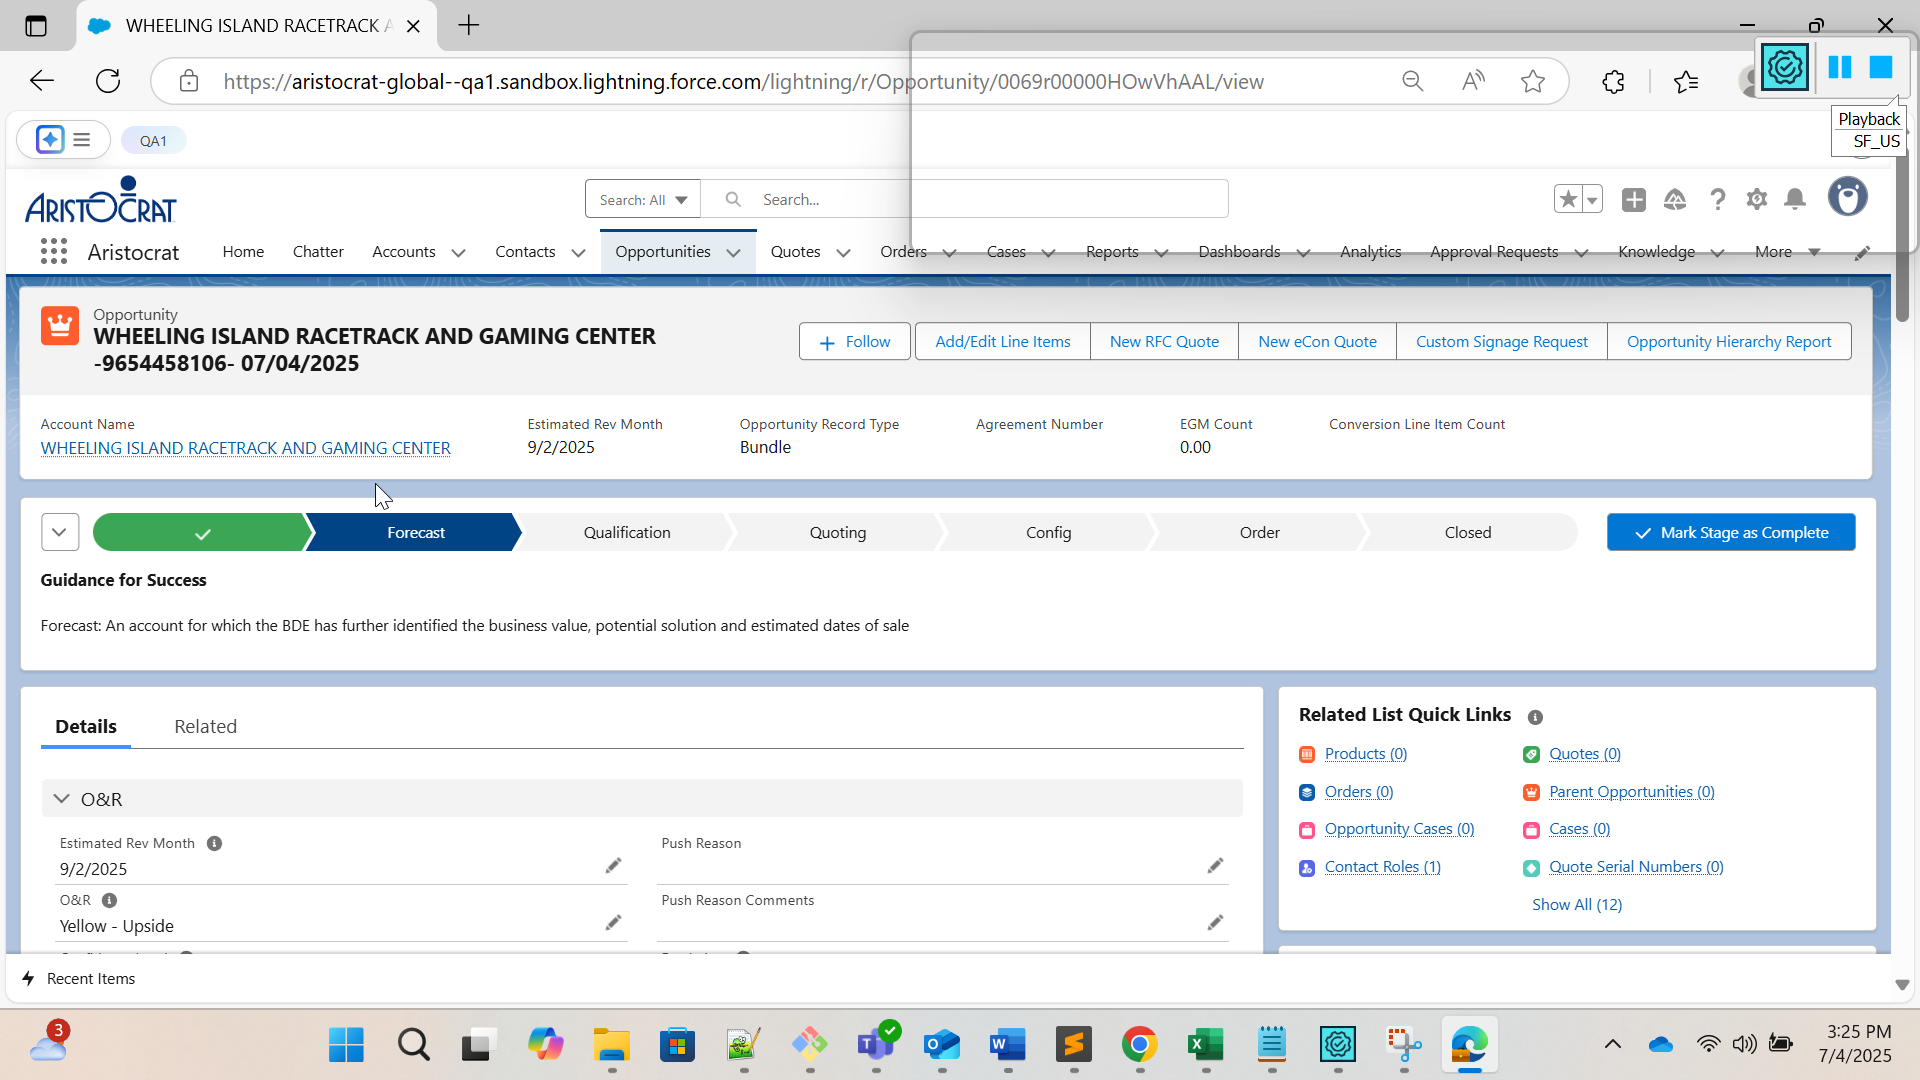 WHEELING ISLAND RACETRACK A
https://aristocrat-global--qa1.sandbox.lightning.force.com/lightning/r/Opportunity/0069r00000HOwVhAAL/view
Playback
SF_US
QA1
ARISTOCRAT
Search: All
Search...
Aristocrat
Home
Chatter
Accounts
Contacts
Opportunities
Quotes
Orders
Cases
Reports
Dashboards
Analytics
Approval Requests
Knowledge
More
Opportunity
WHEELING ISLAND RACETRACK AND GAMING CENTER
-9654458106- 07/04/2025
Follow
Add/Edit Line Items
New RFC Quote
New eCon Quote
Custom Signage Request
Opportunity Hierarchy Report
Account Name
WHEELING ISLAND RACETRACK AND GAMING CENTER
Estimated Rev Month
9/2/2025
Opportunity Record Type
Bundle
Agreement Number
EGM Count
0.00
Conversion Line Item Count
Forecast
Qualification
Quoting
Config
Order
Closed
Mark Stage as Complete
Guidance for Success
Forecast: An account for which the BDE has further identified the business value, potential solution and estimated dates of sale
Details
Related
O&R
Estimated Rev Month
9/2/2025
Push Reason
O&R
Yellow - Upside
Push Reason Comments
Related List Quick Links
Products (0)
Quotes (0)
Orders (0)
Parent Opportunities (0)
Opportunity Cases (0)
Cases (0)
Contact Roles (1)
Quote Serial Numbers (0)
Show All (12)
Recent Items
3
3:25 PM
7/4/2025